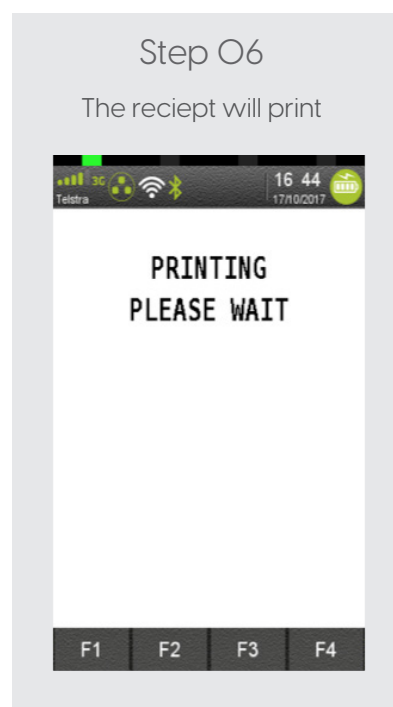 Step 06
The reciept will print
3G
Telstra
16 44
17/10/2017
PRINTING
PLEASE WAIT
F1 F2 F3 F4